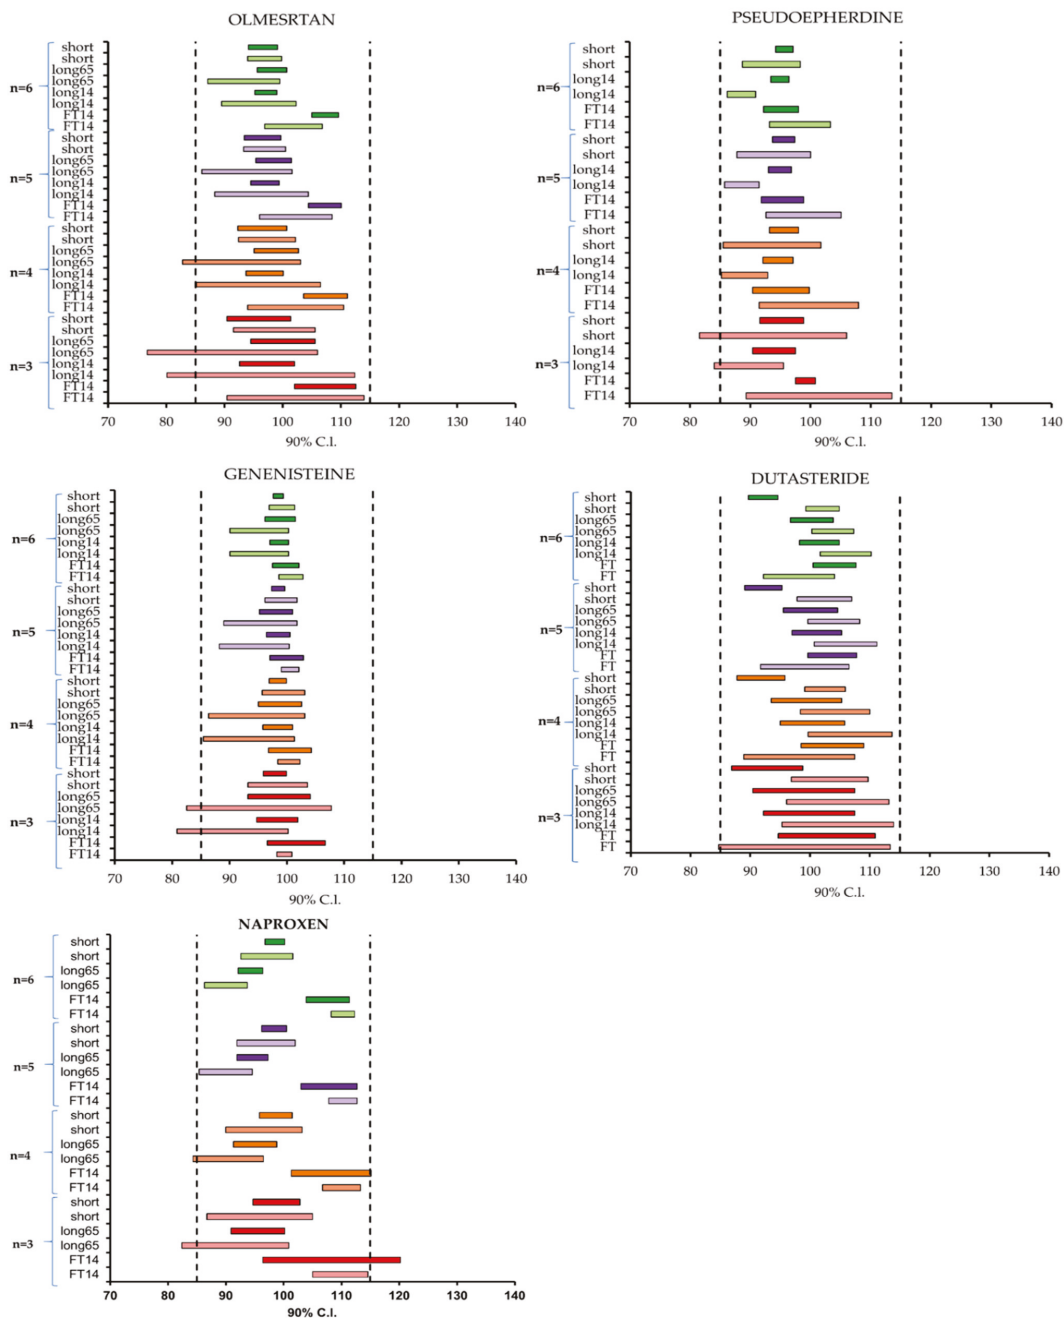 OLMESRTAN
n=6
short
short
long65
long65
long14
long14
FT14
FT14
n=5
short
short
long65
long65
long14
long14
FT14
FT14
n=4
short
short
long65
long65
long14
long14
FT14
FT14
n=3
short
short
long65
long65
long14
long14
FT14
FT14
70 80 90 100 110 120 130 140
90% C.I.
PSEUDOEPHERDINE
n=6
short
short
long14
long14
FT14
FT14
n=5
short
short
long14
long14
FT14
FT14
n=4
short
short
long14
long14
FT14
FT14
n=3
short
short
long14
long14
FT14
FT14
70 80 90 100 110 120 130 140
90% C.I.
GENENISTEINE
n=6
short
short
long65
long65
long14
long14
FT14
FT14
n=5
short
short
long65
long65
long14
long14
FT14
FT14
n=4
short
short
long65
long65
long14
long14
FT14
FT14
n=3
short
short
long65
long65
long14
long14
FT14
FT14
70 80 90 100 110 120 130 140
90% C.I.
DUTASTERIDE
n=6
short
short
long65
long65
long14
long14
FT
FT
n=5
short
short
long65
long65
long14
long14
FT
FT
n=4
short
short
long65
long65
long14
long14
FT
FT
n=3
short
short
long65
long65
long14
long14
FT
FT
70 80 90 100 110 120 130 140
90% C.I.
NAPROXEN
n=6
short
short
long65
long65
FT14
FT14
n=5
short
short
long65
long65
FT14
FT14
n=4
short
short
long65
long65
FT14
FT14
n=3
short
short
long65
long65
FT14
FT14
70 80 90 100 110 120 130 140
90% C.I.